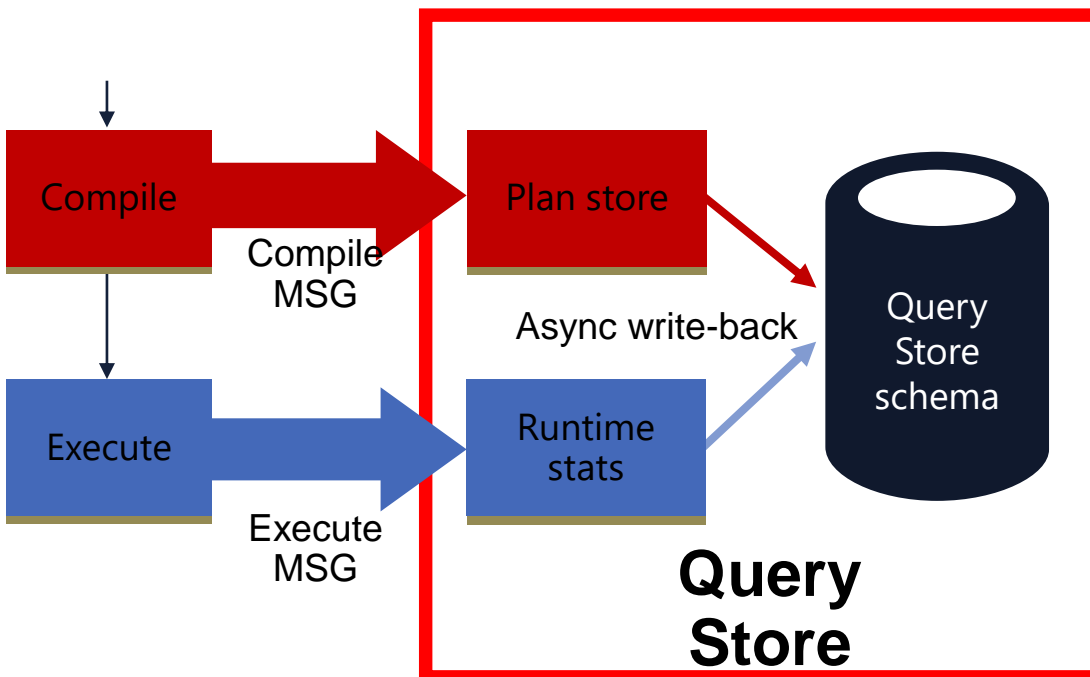 Compile
Plan store
Compile
MSG
Async write-back
Query
Store
schema
Execute
Runtime
stats
Execute
MSG
Query
Store